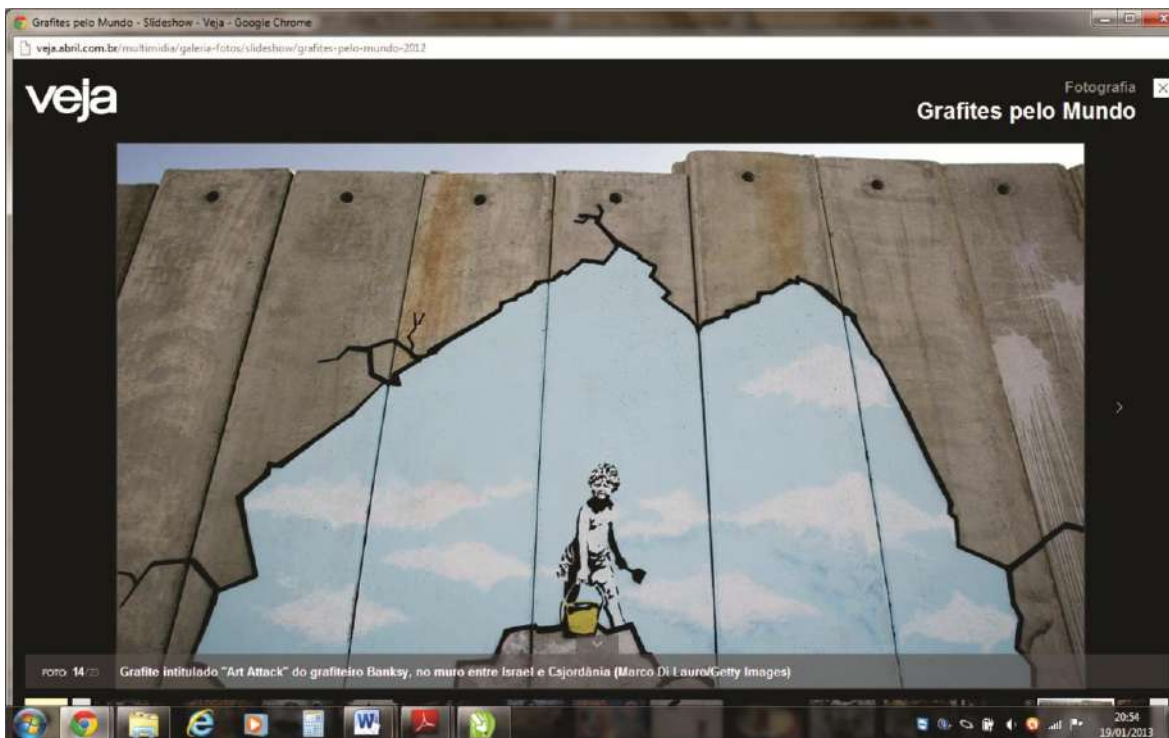 Grafites pelo Mundo - Slideshow - Veja - Google Chrome
veja.abril.com.br/multimidia/galeria-fotos/slideshow/grafites-pelo-mundo-2012
veja
Fotografia
Grafites pelo Mundo
FOTO 14/23 Grafite intitulado "Art Attack" do grafiteiro Banksy, no muro entre Israel e Csjordânia (Marco Di Lauro/Getty Images)
20:54
19/01/2013